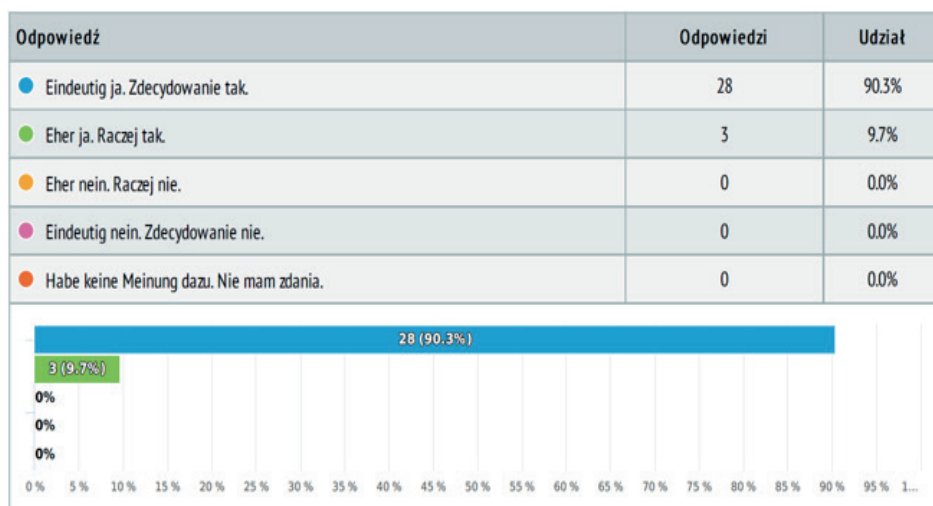 Odpowiedź Odpowiedzi Udział
Eindeutig ja. Zdecydowanie tak. 28 90.3%
Eher ja. Raczej tak. 3 9.7%
Eher nein. Raczej nie. 0 0.0%
Eindeutig nein. Zdecydowanie nie. 0 0.0%
Habe keine Meinung dazu. Nie mam zdania. 0 0.0%
28 (90.3%)
3 (9.7%)
0%
0%
0%
0 % 5 % 10 % 15 % 20 % 25 % 30 % 35 % 40 % 45 % 50 % 55 % 60 % 65 % 70 % 75 % 80 % 85 % 90 % 95 % 1...